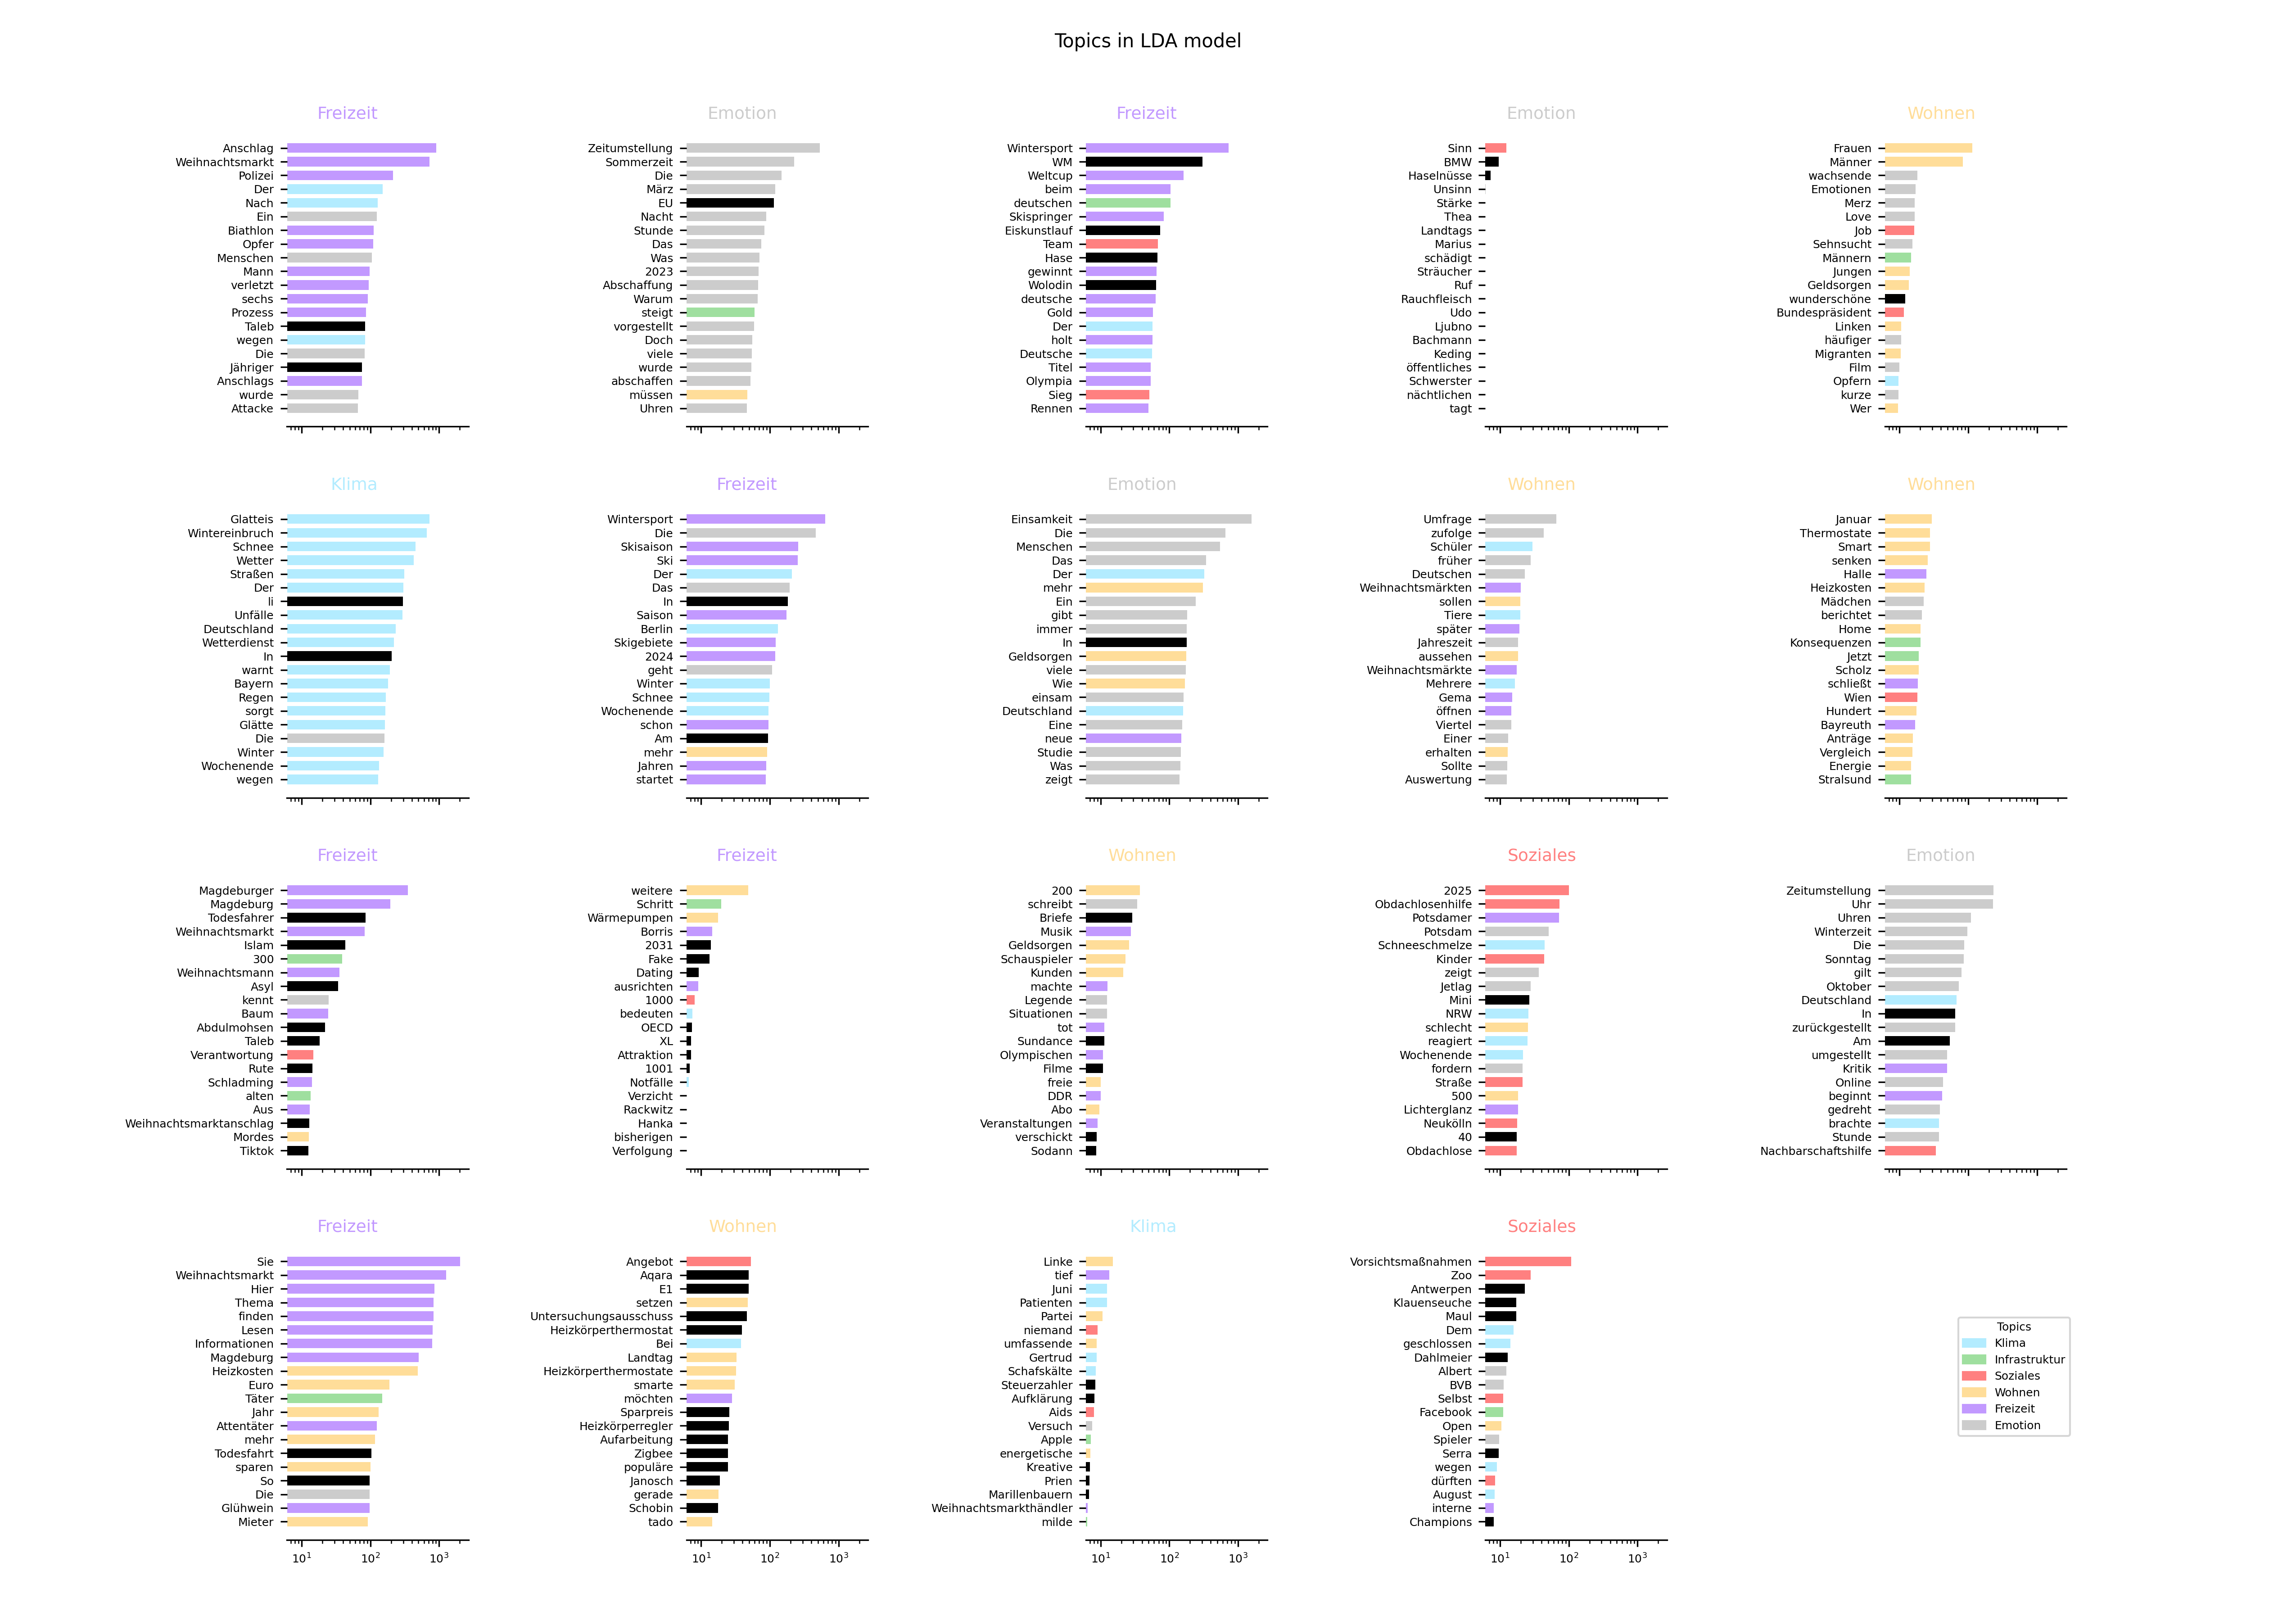 Topics in LDA model
Freizeit
Anschlag
Weihnachtsmarkt
Polizei
Der
Nach
Ein
Biathlon
Opfer
Menschen
Mann
verletzt
sechs
Prozess
Taleb
wegen
Die
Jähriger
Anschlags
wurde
Attacke
Emotion
Zeitumstellung
Sommerzeit
Die
März
EU
Nacht
Stunde
Das
Was
2023
Abschaffung
Warum
steigt
vorgestellt
Doch
viele
wurde
abschaffen
müssen
Uhren
Freizeit
Wintersport
WM
Weltcup
beim
deutschen
Skispringer
Eiskunstlauf
Team
Hase
gewinnt
Wolodin
deutsche
Gold
Der
holt
Deutsche
Titel
Olympia
Sieg
Rennen
Emotion
Sinn
BMW
Haselnüsse
Unsinn
Stärke
Thea
Landtags
Marius
schädigt
Sträucher
Ruf
Rauchfleisch
Udo
Ljubno
Bachmann
Keding
öffentliches
Schwerster
nächtlichen
tagt
Wohnen
Frauen
Männer
wachsende
Emotionen
Merz
Love
Job
Sehnsucht
Männern
Jungen
Geldsorgen
wunderschöne
Bundespräsident
Linken
häufiger
Migranten
Film
Opfern
kurze
Wer
Klima
Glatteis
Wintereinbruch
Schnee
Wetter
Straßen
Der
li
Unfälle
Deutschland
Wetterdienst
In
warnt
Bayern
Regen
sorgt
Glätte
Die
Winter
Wochenende
wegen
Freizeit
Wintersport
Die
Skisaison
Ski
Der
Das
In
Saison
Berlin
Skigebiete
2024
geht
Winter
Schnee
Wochenende
schon
Am
mehr
Jahren
startet
Emotion
Einsamkeit
Die
Menschen
Das
Der
mehr
Ein
gibt
immer
In
Geldsorgen
viele
Wie
einsam
Deutschland
Eine
neue
Studie
Was
zeigt
Wohnen
Umfrage
zufolge
Schüler
früher
Deutschen
Weihnachtsmärkten
sollen
Tiere
später
Jahreszeit
aussehen
Weihnachtsmärkte
Mehrere
Gema
öffnen
Viertel
Einer
erhalten
Sollte
Auswertung
Wohnen
Januar
Thermostate
Smart
senken
Halle
Heizkosten
Mädchen
berichtet
Home
Konsequenzen
Jetzt
Scholz
schließt
Wien
Hundert
Bayreuth
Anträge
Vergleich
Energie
Stralsund
Freizeit
Magdeburger
Magdeburg
Todesfahrer
Weihnachtsmarkt
Islam
300
Weihnachtsmann
Asyl
kennt
Baum
Abdulmohsen
Taleb
Verantwortung
Rute
Schladming
alten
Aus
Weihnachtsmarktanschlag
Mordes
Tiktok
Freizeit
weitere
Schritt
Wärmepumpen
Borris
2031
Fake
Dating
ausrichten
1000
bedeuten
OECD
XL
Attraktion
1001
Notfälle
Verzicht
Rackwitz
Hanka
bisherigen
Verfolgung
Wohnen
200
schreibt
Briefe
Musik
Geldsorgen
Schauspieler
Kunden
machte
Legende
Situationen
tot
Sundance
Olympischen
Filme
freie
DDR
Abo
Veranstaltungen
verschickt
Sodann
Soziales
2025
Obdachlosenhilfe
Potsdamer
Potsdam
Schneeschmelze
Kinder
zeigt
Jetlag
Mini
NRW
schlecht
reagiert
Wochenende
fordern
Straße
500
Lichterglanz
Neukölln
40
Obdachlose
Emotion
Zeitumstellung
Uhr
Uhren
Winterzeit
Die
Sonntag
gilt
Oktober
Deutschland
In
zurückgestellt
Am
umgestellt
Kritik
Online
beginnt
gedreht
brachte
Stunde
Nachbarschaftshilfe
Freizeit
Sie
Weihnachtsmarkt
Hier
Thema
finden
Lesen
Informationen
Magdeburg
Heizkosten
Euro
Täter
Jahr
Attentäter
mehr
Todesfahrt
sparen
So
Die
Glühwein
Mieter
10¹ 10² 10³
Wohnen
Angebot
Aqara
E1
setzen
Untersuchungsausschuss
Heizkörperthermostat
Bei
Landtag
Heizkörperthermostate
smarte
möchten
Sparpreis
Heizkörperregler
Aufarbeitung
Zigbee
populäre
Janosch
gerade
Schobin
tado
10¹ 10² 10³
Klima
Linke
tief
Juni
Patienten
Partei
niemand
umfassende
Gertrud
Schafskälte
Steuerzahler
Aufklärung
Aids
Versuch
Apple
energetische
Kreative
Prien
Marillenbauern
Weihnachtsmarkthändler
milde
10¹ 10² 10³
Soziales
Vorsichtsmaßnahmen
Zoo
Antwerpen
Klauenseuche
Maul
Dem
geschlossen
Dahlmeier
Albert
BVB
Selbst
Facebook
Open
Spieler
Serra
wegen
dürften
August
interne
Champions
10¹ 10² 10³
Topics
Klima
Infrastruktur
Soziales
Wohnen
Freizeit
Emotion